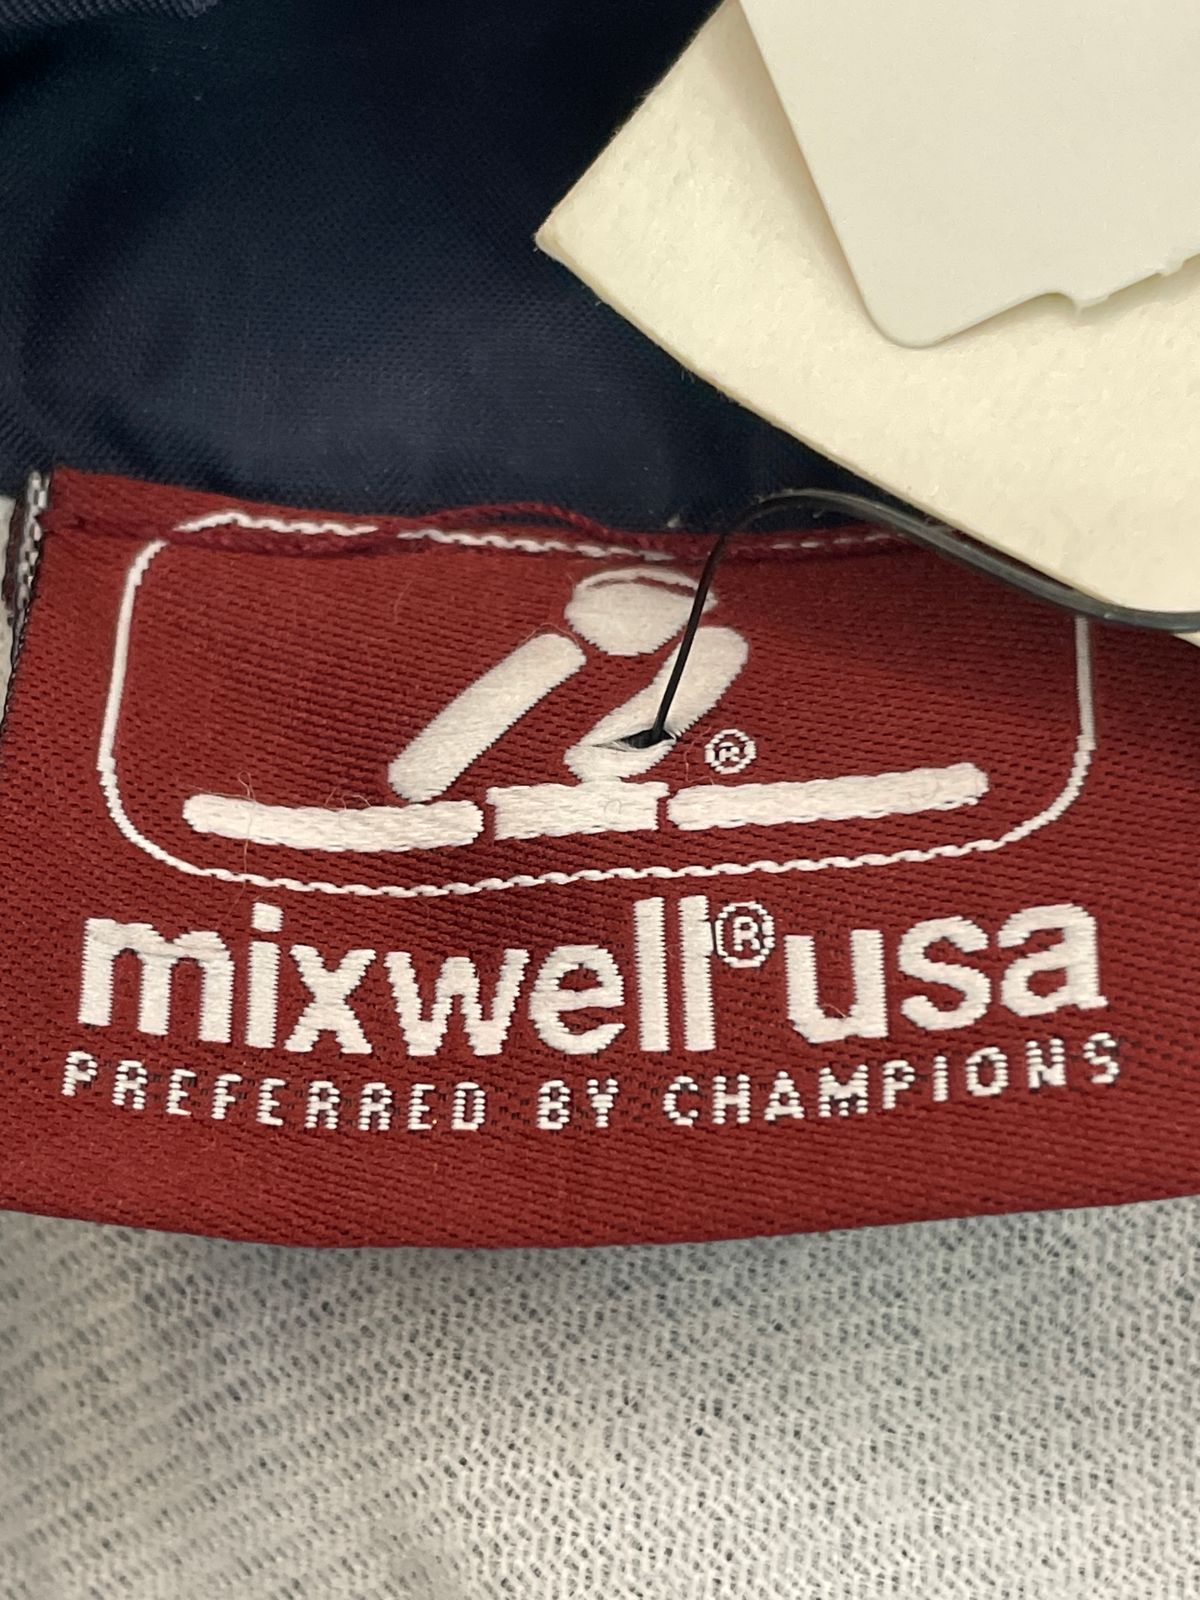 ®
mixwell® usa
PREFERRED BY CHAMPIONS